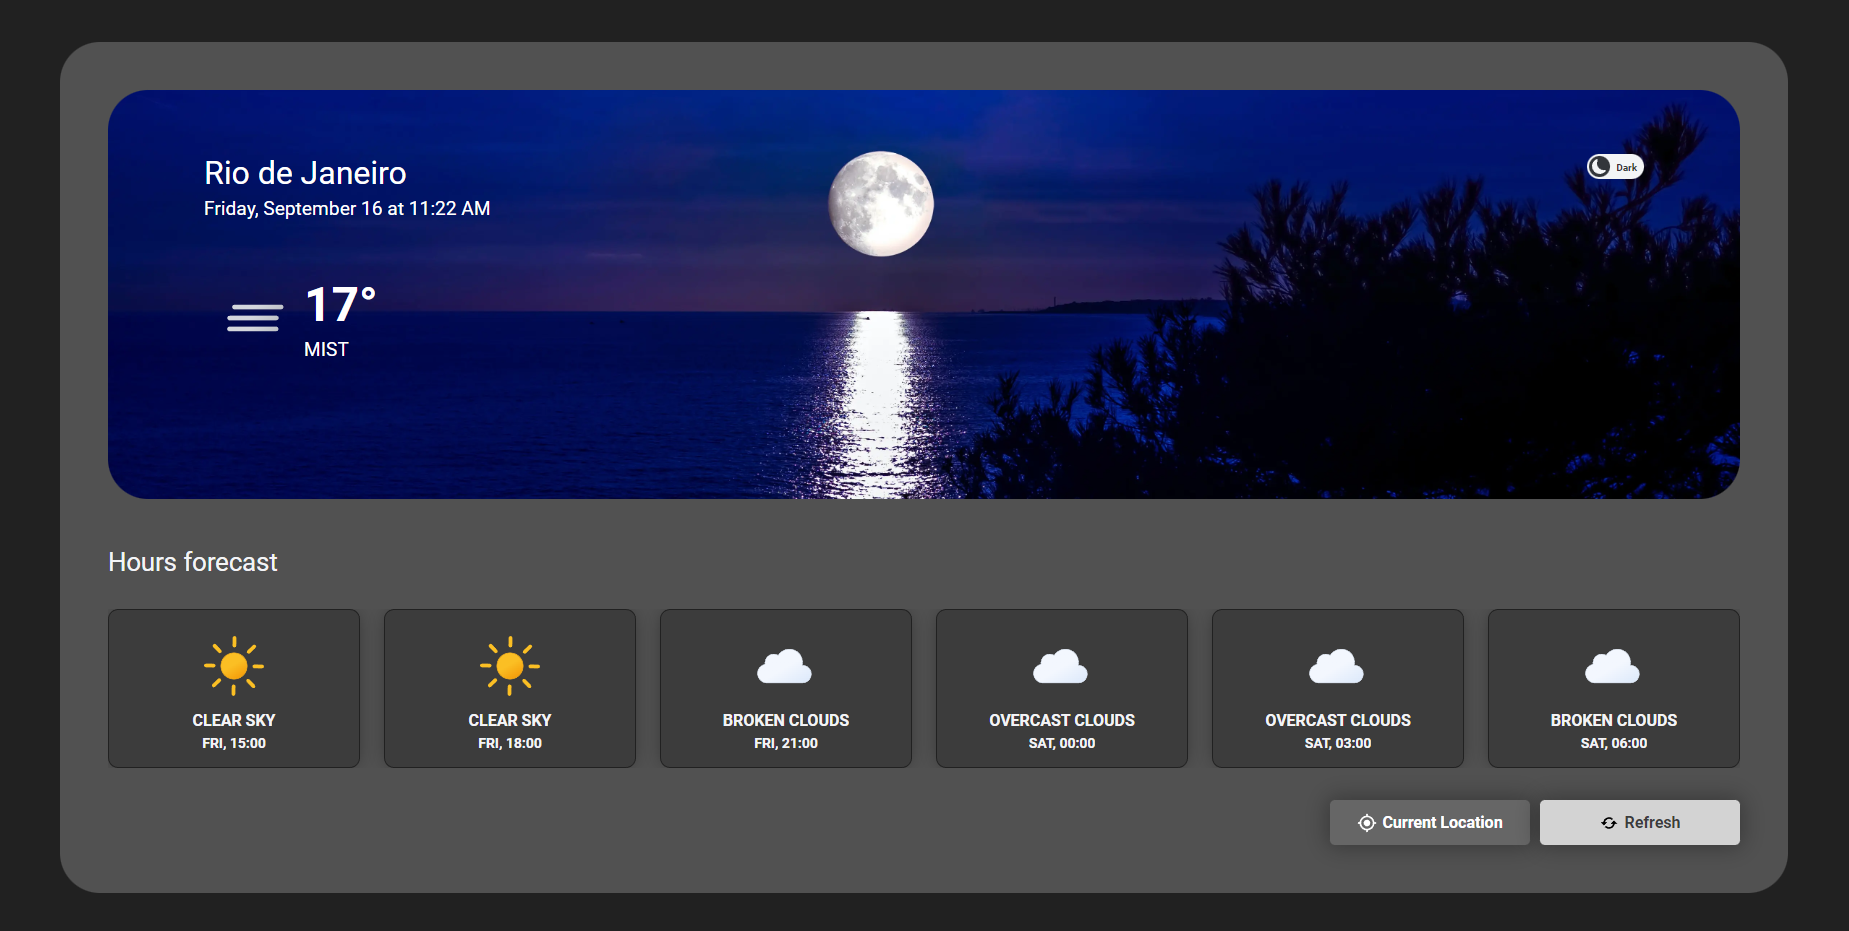 Rio de Janeiro
Friday, September 16 at 11:22 AM
Dark
17°
MIST
Hours forecast
CLEAR SKY
FRI, 15:00
CLEAR SKY
FRI, 18:00
BROKEN CLOUDS
FRI, 21:00
OVERCAST CLOUDS
SAT, 00:00
OVERCAST CLOUDS
SAT, 03:00
BROKEN CLOUDS
SAT, 06:00
Current Location
Refresh